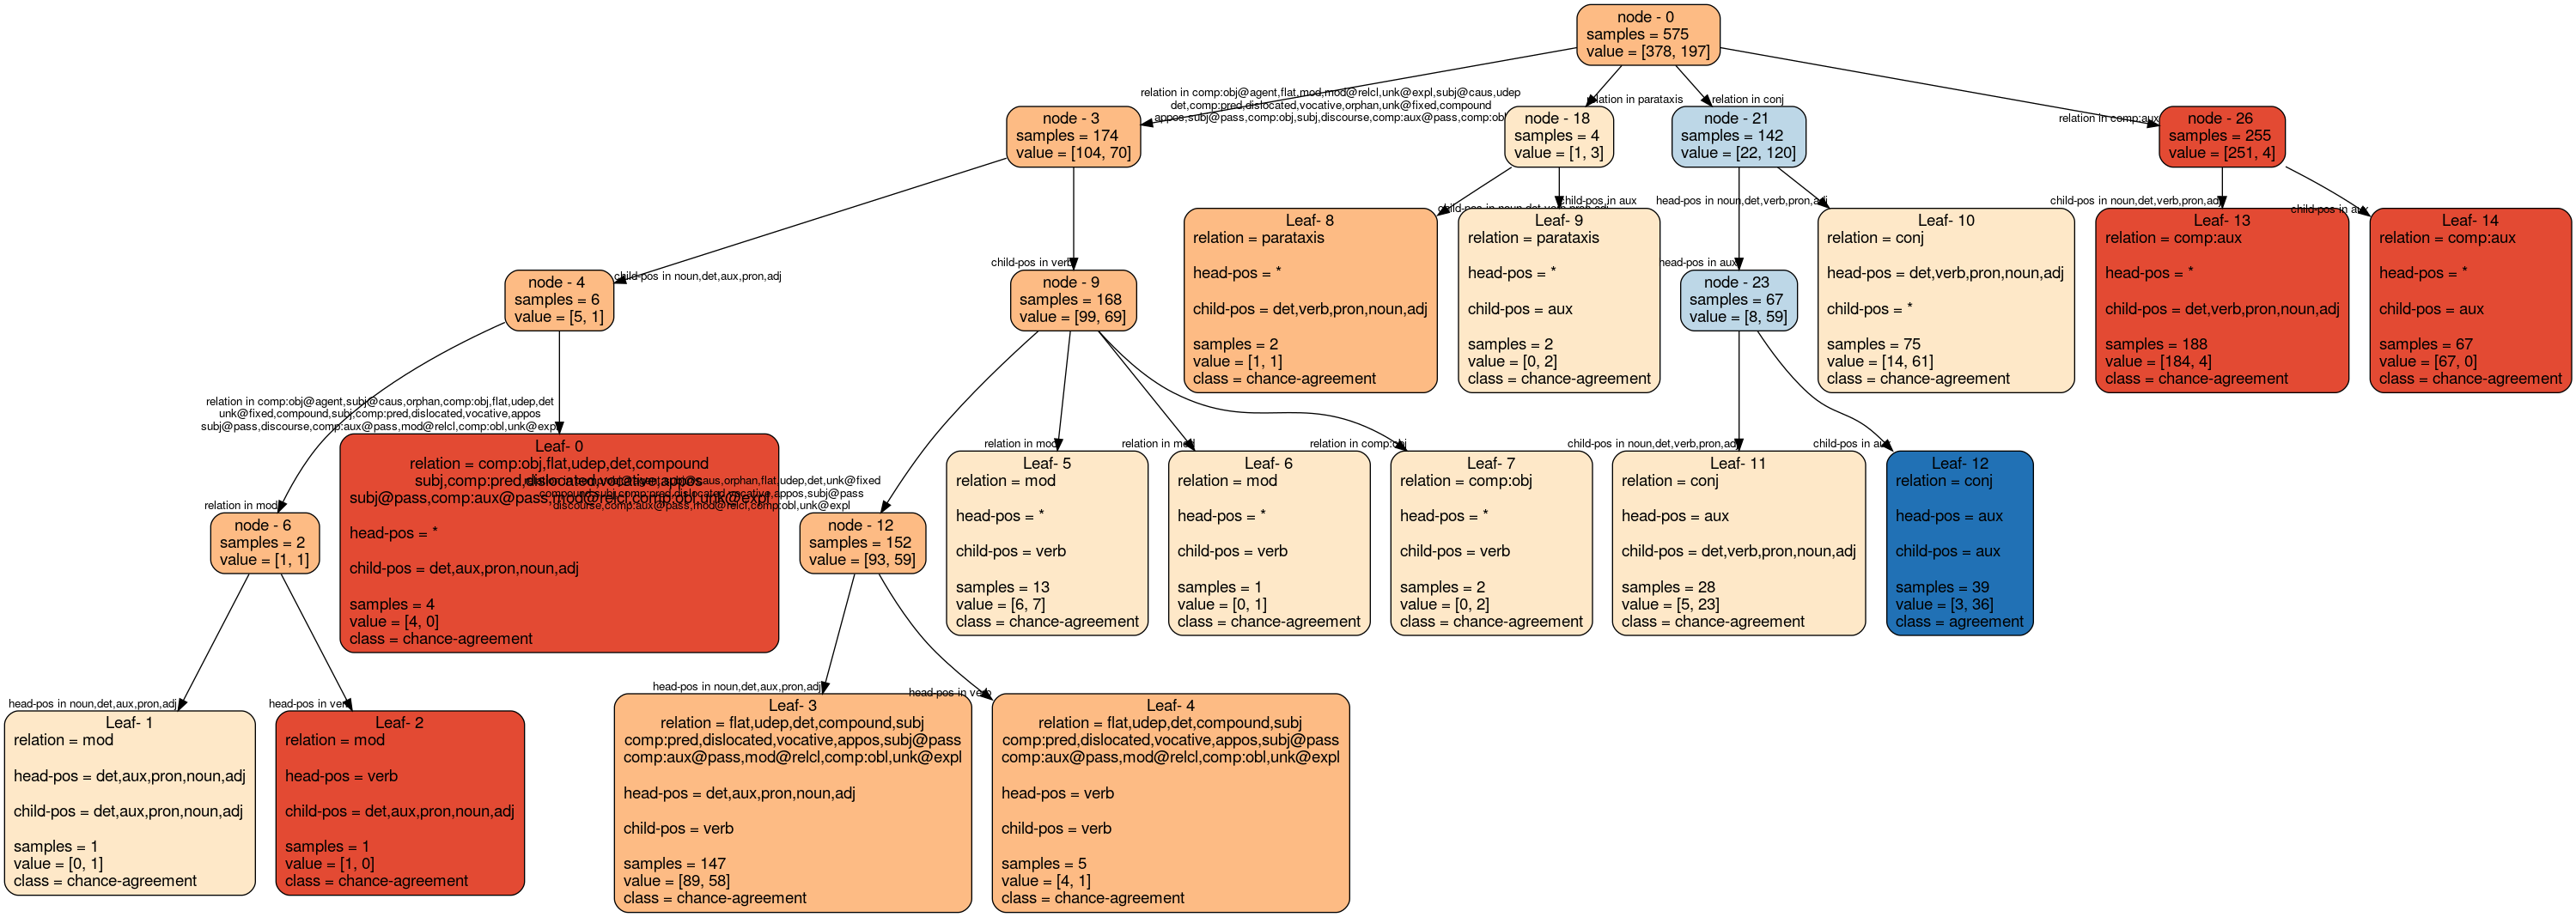 node - 0
samples = 575
value = [378, 197]
relation in comp:obj@agent,flat,mod,mod@relcl,unk@expl,subj@caus,udep
det,comp:pred,dislocated,vocative,orphan,unk@fixed,compound
appos,subj@pass,comp:obj,subj,discourse,comp:aux@pass,comp:obl
relation in parataxis
relation in conj
relation in comp:aux
node - 3
samples = 174
value = [104, 70]
node - 18
samples = 4
value = [1, 3]
node - 21
samples = 142
value = [22, 120]
node - 26
samples = 255
value = [251, 4]
child-pos in noun,det,aux,pron,adj
child-pos in verb
child-pos in noun,det,verb,pron,adj
child-pos in aux
head-pos in noun,det,verb,pron,adj
head-pos in aux
child-pos in noun,det,verb,pron,adj
child-pos in aux
node - 4
samples = 6
value = [5, 1]
node - 9
samples = 168
value = [99, 69]
Leaf- 8
relation = parataxis
head-pos = *
child-pos = det,verb,pron,noun,adj
samples = 2
value = [1, 1]
class = chance-agreement
Leaf- 9
relation = parataxis
head-pos = *
child-pos = aux
samples = 2
value = [0, 2]
class = chance-agreement
node - 23
samples = 67
value = [8, 59]
Leaf- 10
relation = conj
head-pos = det,verb,pron,noun,adj
child-pos = *
samples = 75
value = [14, 61]
class = chance-agreement
Leaf- 13
relation = comp:aux
head-pos = *
child-pos = det,verb,pron,noun,adj
samples = 188
value = [184, 4]
class = chance-agreement
Leaf- 14
relation = comp:aux
head-pos = *
child-pos = aux
samples = 67
value = [67, 0]
class = chance-agreement
relation in comp:obj@agent,subj@caus,orphan,comp:obj,flat,udep,det
unk@fixed,compound,subj,comp:pred,dislocated,vocative,appos
subj@pass,discourse,comp:aux@pass,mod@relcl,comp:obl,unk@expl
relation in mod
Leaf- 0
relation = comp:obj,flat,udep,det,compound
subj,comp:pred,dislocated,vocative,appos
subj@pass,comp:aux@pass,mod@relcl,comp:obl,unk@expl
head-pos = *
child-pos = det,aux,pron,noun,adj
samples = 4
value = [4, 0]
class = chance-agreement
subj@caus,orphan,flat,udep,det,unk@fixed
compound,subj,comp:pred,dislocated,vocative,appos,subj@pass
discourse,comp:aux@pass,mod@relcl,comp:obl,unk@expl
relation in mod
relation in mod
relation in comp:obj
child-pos in noun,det,verb,pron,adj
child-pos in aux
node - 6
samples = 2
value = [1, 1]
node - 12
samples = 152
value = [93, 59]
Leaf- 5
relation = mod
head-pos = *
child-pos = verb
samples = 13
value = [6, 7]
class = chance-agreement
Leaf- 6
relation = mod
head-pos = *
child-pos = verb
samples = 1
value = [0, 1]
class = chance-agreement
Leaf- 7
relation = comp:obj
head-pos = *
child-pos = verb
samples = 2
value = [0, 2]
class = chance-agreement
Leaf- 11
relation = conj
head-pos = aux
child-pos = det,verb,pron,noun,adj
samples = 28
value = [5, 23]
class = chance-agreement
Leaf- 12
relation = conj
head-pos = aux
child-pos = aux
samples = 39
value = [3, 36]
class = agreement
head-pos in noun,det,aux,pron,adj
head-pos in verb
head-pos in noun,det,aux,pron,adj
head-pos in verb
Leaf- 1
relation = mod
head-pos = det,aux,pron,noun,adj
child-pos = det,aux,pron,noun,adj
samples = 1
value = [0, 1]
class = chance-agreement
Leaf- 2
relation = mod
head-pos = verb
child-pos = det,aux,pron,noun,adj
samples = 1
value = [1, 0]
class = chance-agreement
Leaf- 3
relation = flat,udep,det,compound,subj
comp:pred,dislocated,vocative,appos,subj@pass
comp:aux@pass,mod@relcl,comp:obl,unk@expl
head-pos = det,aux,pron,noun,adj
child-pos = verb
samples = 147
value = [89, 58]
class = chance-agreement
Leaf- 4
relation = flat,udep,det,compound,subj
comp:pred,dislocated,vocative,appos,subj@pass
comp:aux@pass,mod@relcl,comp:obl,unk@expl
head-pos = verb
child-pos = verb
samples = 5
value = [4, 1]
class = chance-agreement